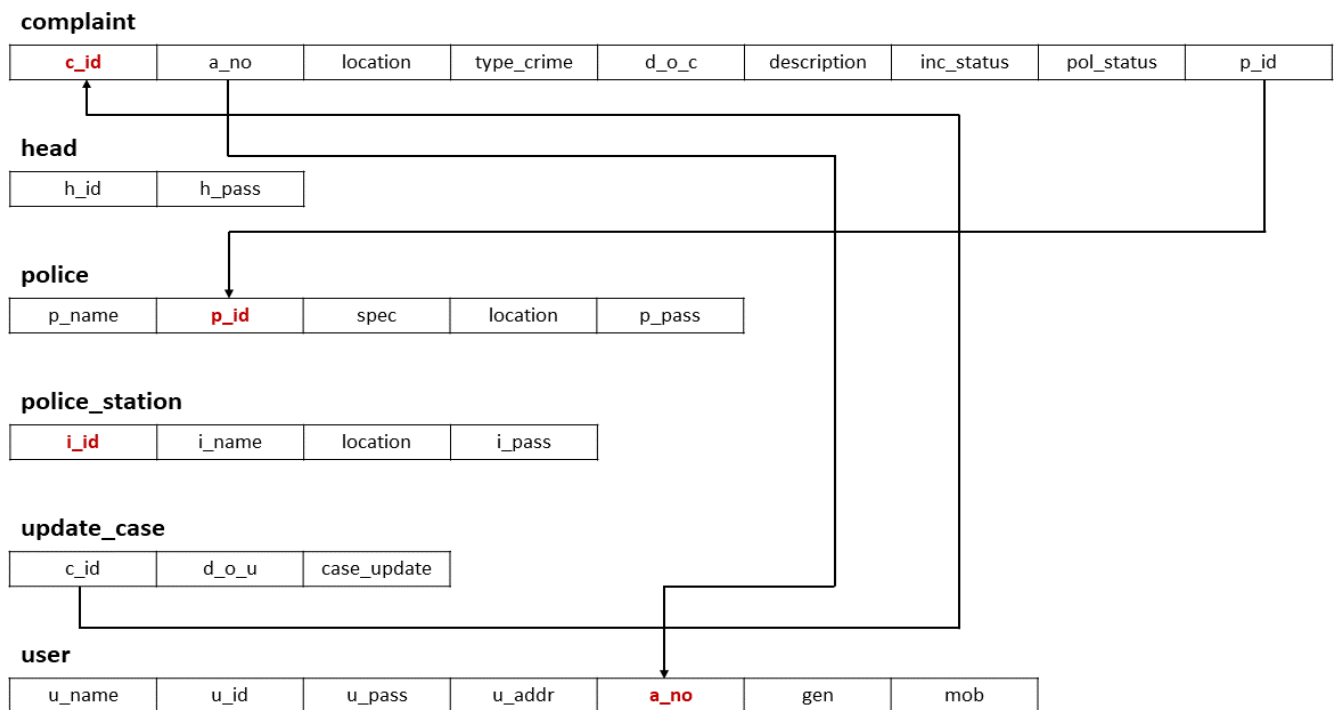 complaint
c_id a_no location type_crime d_o_c description inc_status pol_status p_id
head
h_id h_pass
police
p_name p_id spec location p_pass
police_station
i_id i_name location i_pass
update_case
c_id d_o_u case_update
user
u_name u_id u_pass u_addr a_no gen mob